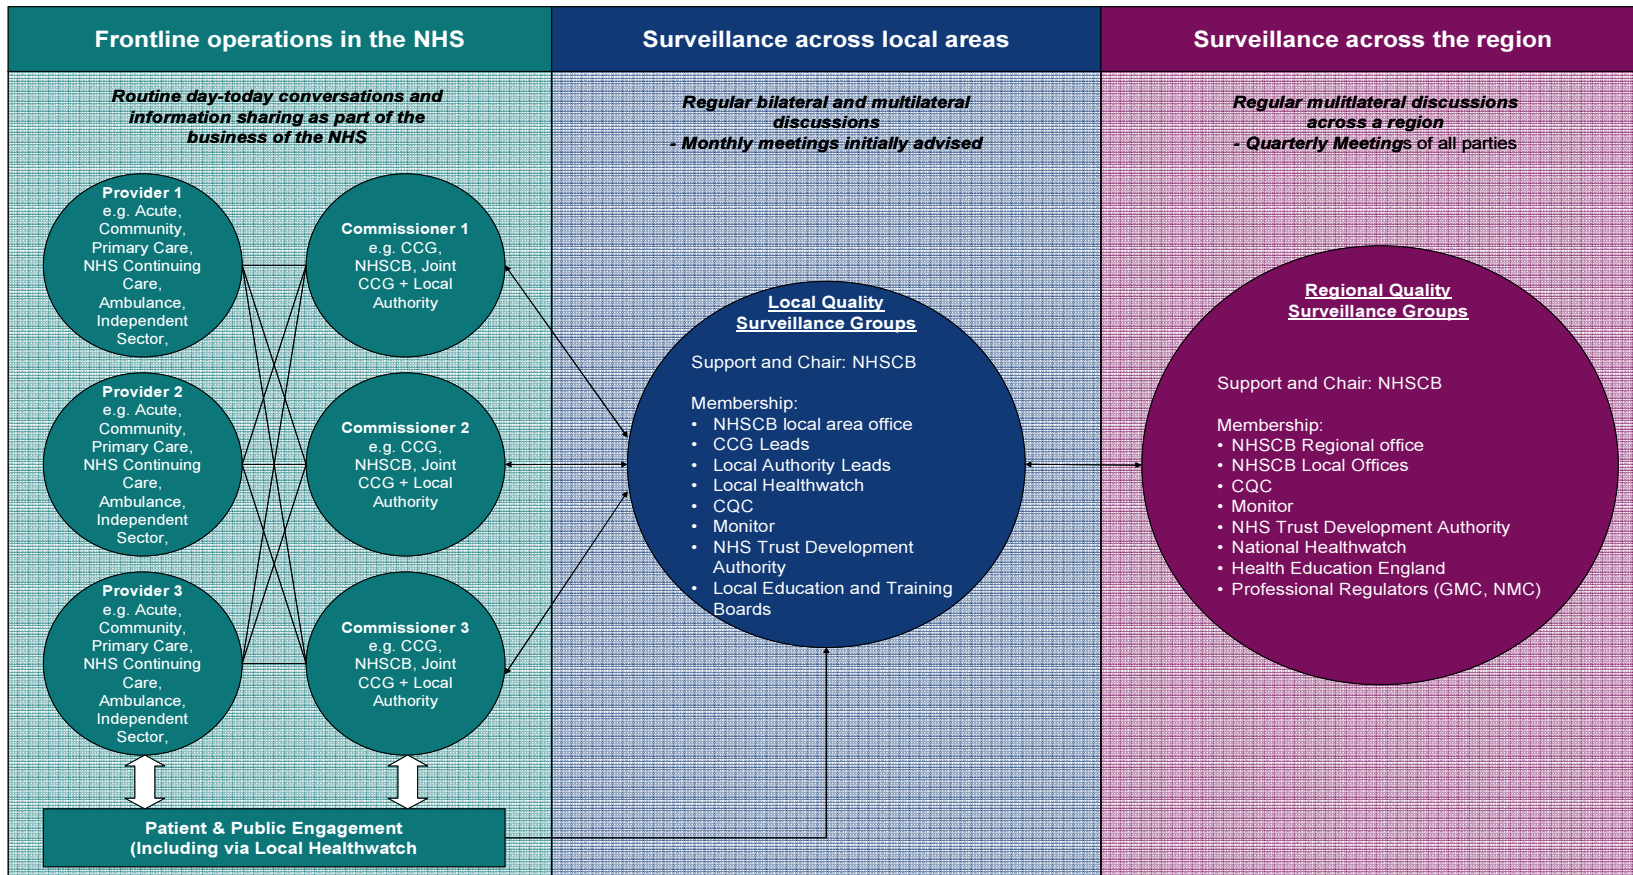 Frontline operations in the NHS
Routine day-today conversations and
information sharing as part of the
business of the NHS
Provider 1
e.g. Acute,
Community,
Primary Care,
NHS Continuing
Care,
Ambulance,
Independent
Sector,
Commissioner 1
e.g. CCG,
NHSCB, Joint
CCG + Local
Authority
Provider 2
e.g. Acute,
Community,
Primary Care,
NHS Continuing
Care,
Ambulance,
Independent
Sector,
Commissioner 2
e.g. CCG,
NHSCB, Joint
CCG + Local
Authority
Provider 3
e.g. Acute,
Community,
Primary Care,
NHS Continuing
Care,
Ambulance,
Independent
Sector,
Commissioner 3
e.g. CCG,
NHSCB, Joint
CCG + Local
Authority
Patient & Public Engagement
(Including via Local Healthwatch
Surveillance across local areas
Regular bilateral and multilateral
discussions
- Monthly meetings initially advised
Local Quality
Surveillance Groups
Support and Chair: NHSCB
Membership:
• NHSCB local area office
• CCG Leads
• Local Authority Leads
• Local Healthwatch
• CQC
• Monitor
• NHS Trust Development
Authority
• Local Education and Training
Boards
Surveillance across the region
Regular mulitlateral discussions
across a region
- Quarterly Meetings of all parties
Regional Quality
Surveillance Groups
Support and Chair: NHSCB
Membership:
• NHSCB Regional office
• NHSCB Local Offices
• CQC
• Monitor
• NHS Trust Development Authority
• National Healthwatch
• Health Education England
• Professional Regulators (GMC, NMC)